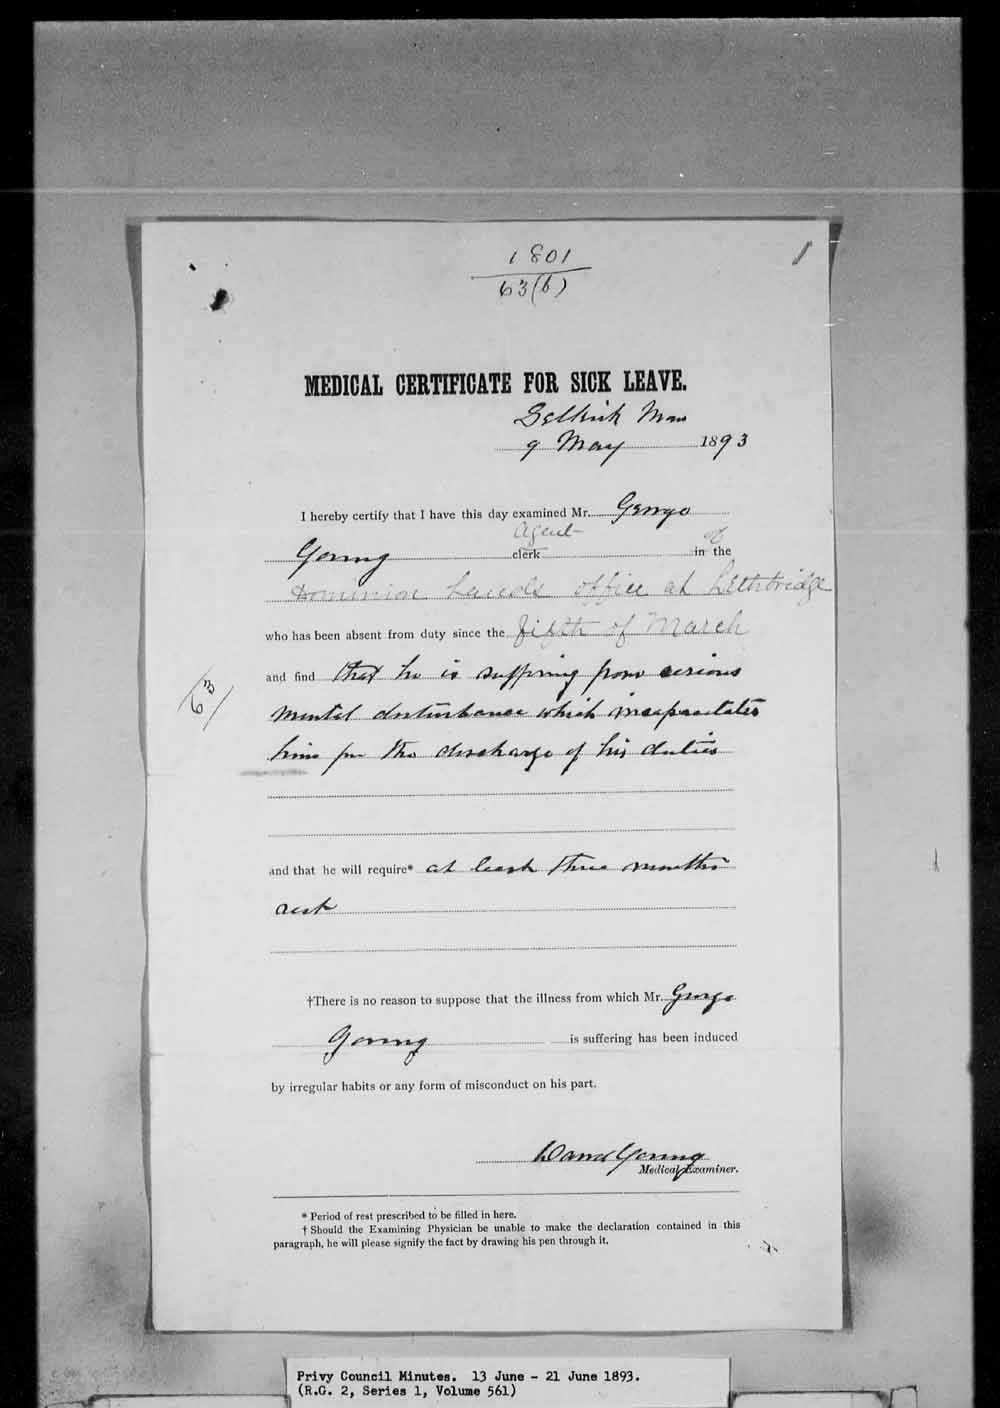 1801
63(b)
MEDICAL CERTIFICATE FOR SICK LEAVE.
Selkirk Man
9 May 1893
I hereby certify that I have this day examined Mr. George
Agent of
Young clerk in the
Dominion Lands Office at Lethbridge
who has been absent from duty since the fifth of March
and find that he is suffering from serious
63
mental disturbance which incapacitates
him for the discharge of his duties
and that he will require* at least three months
rest
†There is no reason to suppose that the illness from which Mr. George
Young is suffering has been induced
by irregular habits or any form of misconduct on his part.
David Young
Medical Examiner.
* Period of rest prescribed to be filled in here.
† Should the Examining Physician be unable to make the declaration contained in this
paragraph, he will please signify the fact by drawing his pen through it.
Privy Council Minutes. 13 June - 21 June 1893.
(R.G. 2, Series 1, Volume 561)